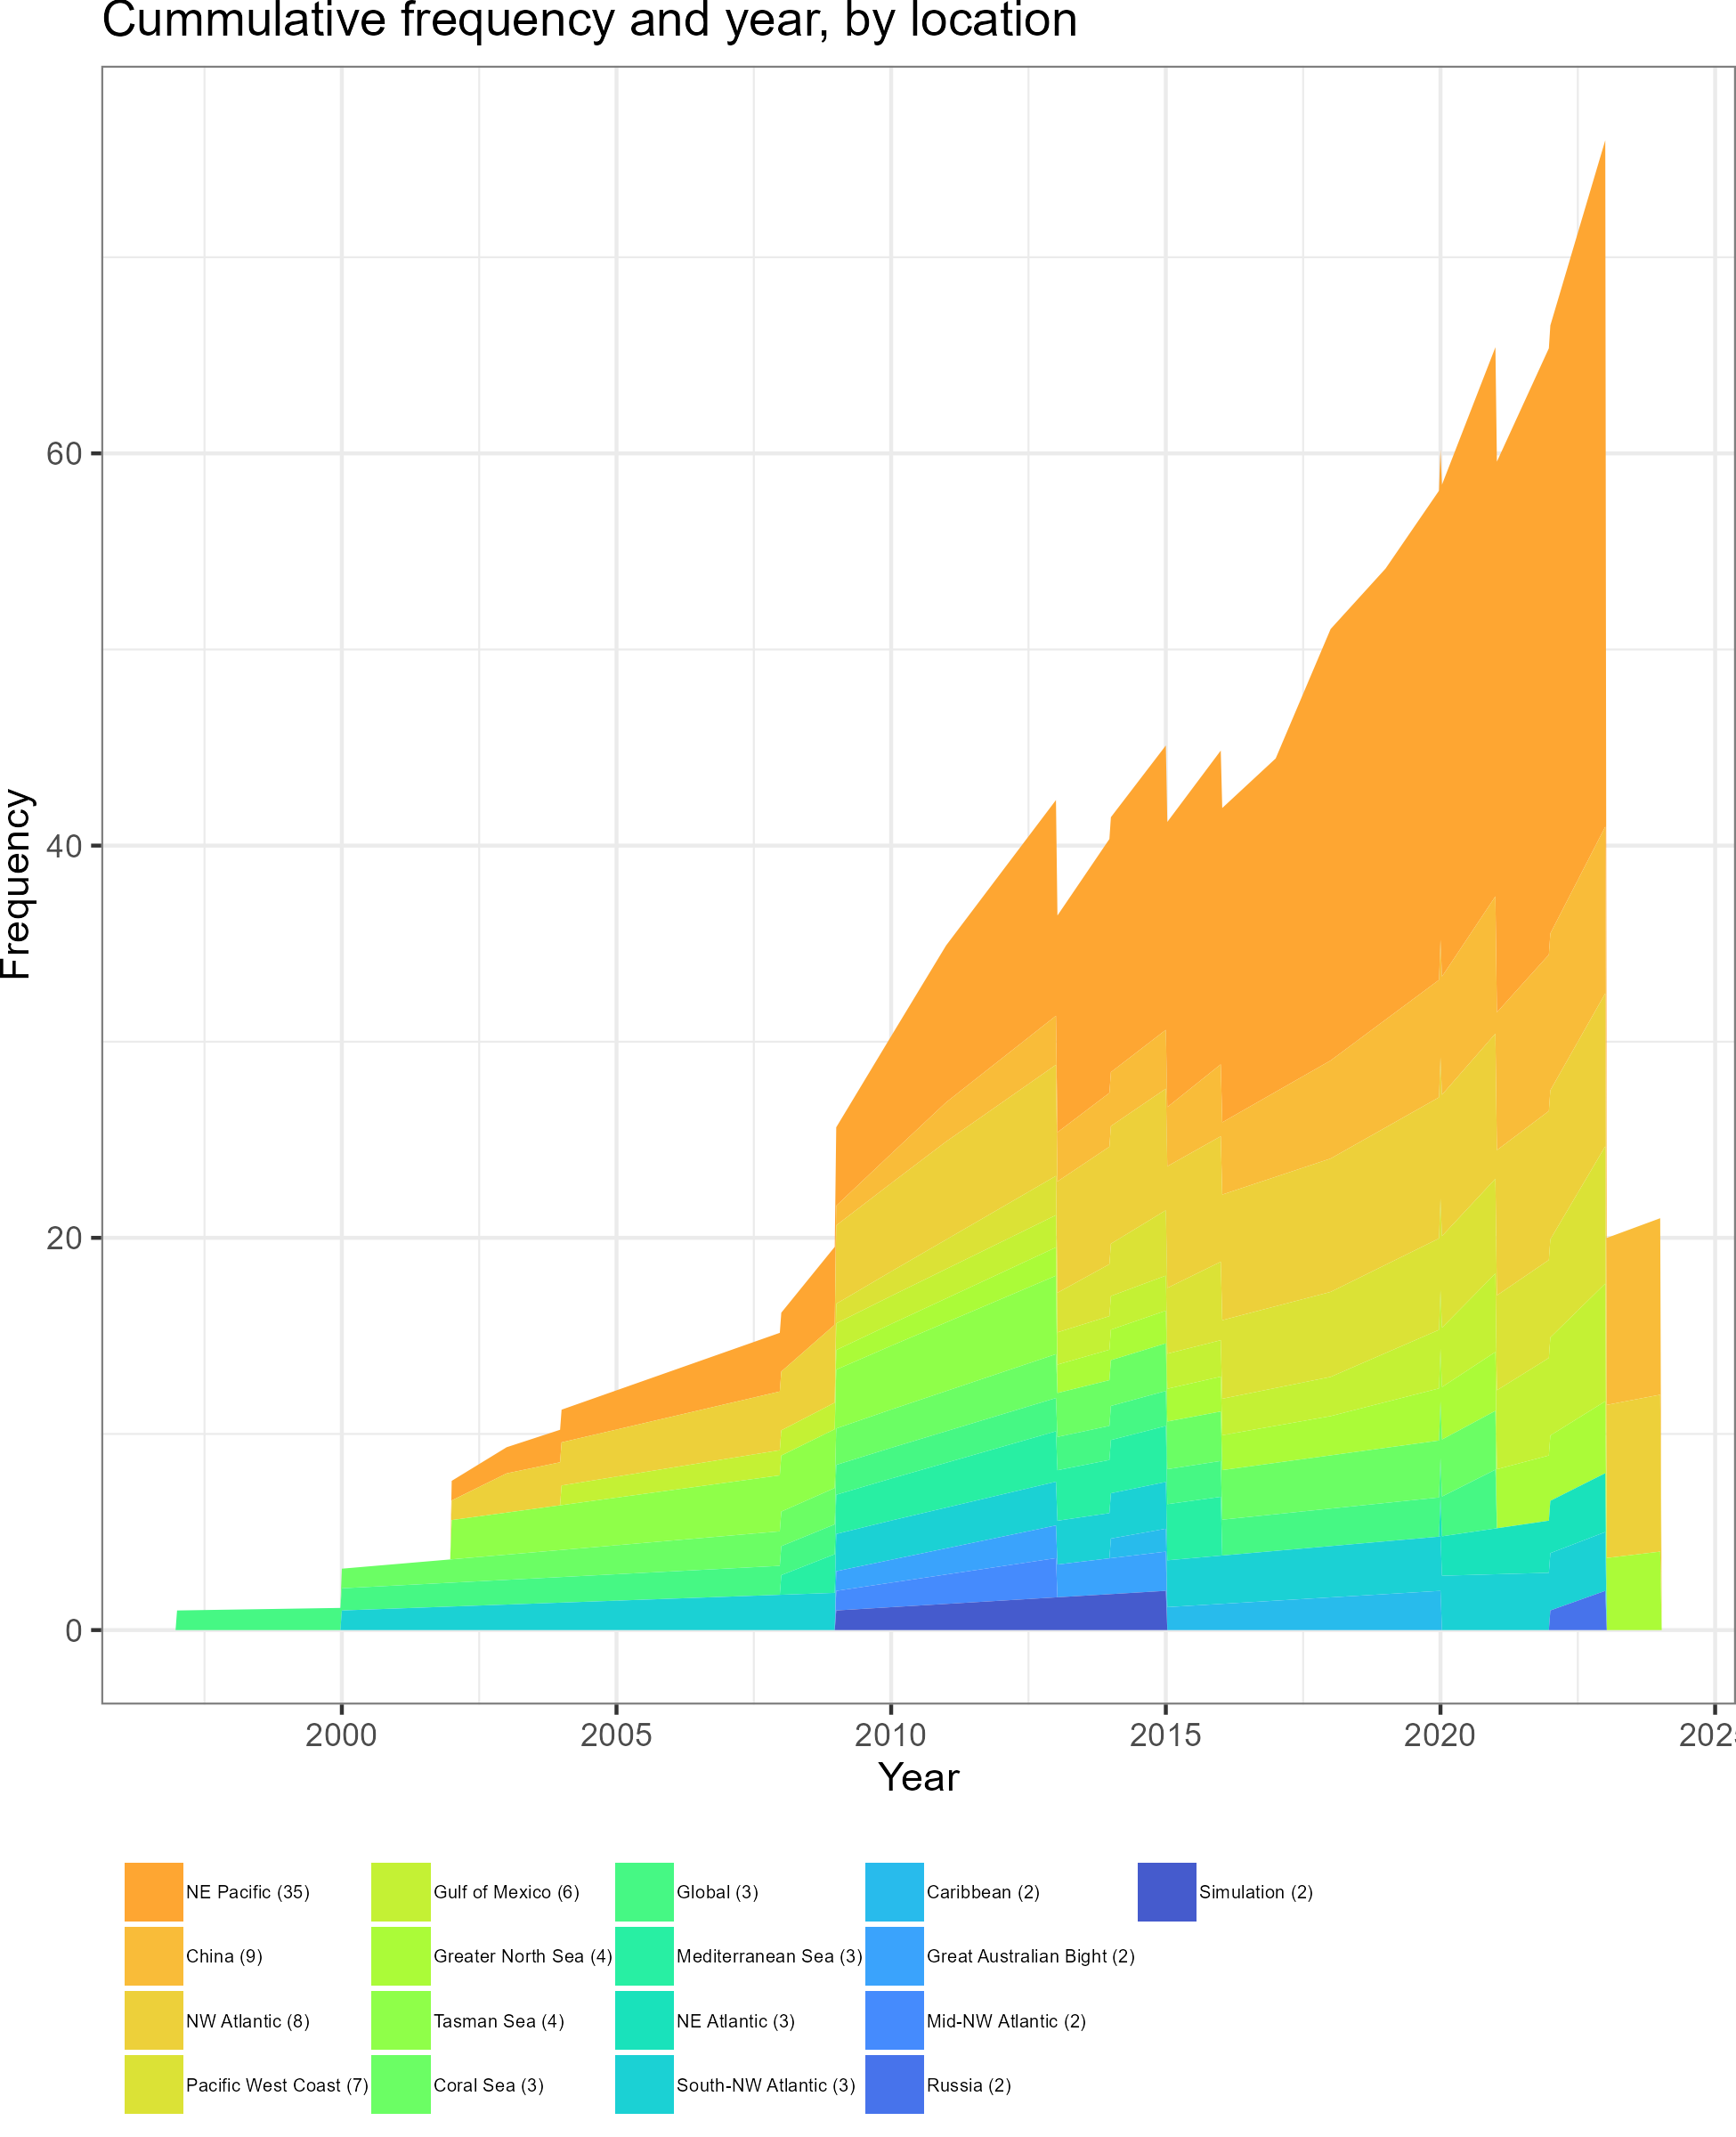 Cummulative frequency and year, by location
Frequency
60
40
20
0
2000 2005 2010 2015 2020 202
Year
NE Pacific (35) Gulf of Mexico (6) Global (3) Caribbean (2) Simulation (2)
China (9) Greater North Sea (4) Mediterranean Sea (3) Great Australian Bight (2)
NW Atlantic (8) Tasman Sea (4) NE Atlantic (3) Mid-NW Atlantic (2)
Pacific West Coast (7) Coral Sea (3) South-NW Atlantic (3) Russia (2)